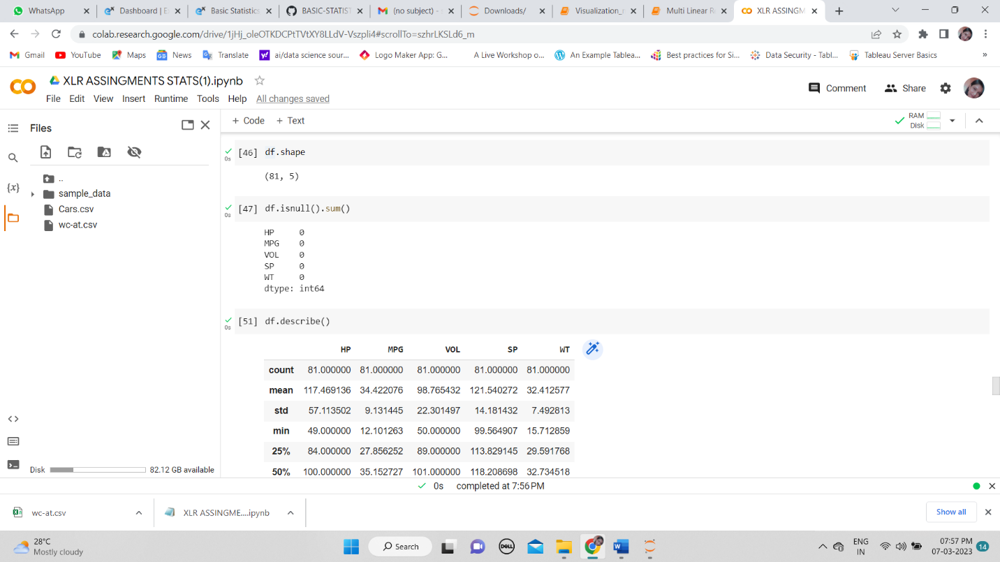 WhatsApp
Dashboard | E
Basic Statistics
BASIC-STATIST
(no subject) - s
Downloads/
Visualization_r
Multi Linear Re
XLR ASSINGM
colab.research.google.com/drive/1jHj_oleOTKDCPtTVtXY8LLdV-Vszpli4#scrollTo=szhrLKSLd6_m
Gmail
YouTube
Maps
News
Translate
ai/data science sour...
Logo Maker App: G...
A Live Workshop o...
An Example Tablea...
Best practices for Si...
Data Security - Tabl...
Tableau Server Basics
»
XLR ASSINGMENTS STATS(1).ipynb
File Edit View Insert Runtime Tools Help All changes saved
Comment
Share
Files
+ Code + Text
RAM
Disk
..
sample_data
Cars.csv
wc-at.csv
{x}
<>
Disk 82.12 GB available
[46] df.shape
0s
(81, 5)
[47] df.isnull().sum()
0s
HP 0
MPG 0
VOL 0
SP 0
WT 0
dtype: int64
[51] df.describe()
0s
HP MPG VOL SP WT
count 81.000000 81.000000 81.000000 81.000000 81.000000
mean 117.469136 34.422076 98.765432 121.540272 32.412577
std 57.113502 9.131445 22.301497 14.181432 7.492813
min 49.000000 12.101263 50.000000 99.564907 15.712859
25% 84.000000 27.856252 89.000000 113.829145 29.591768
50% 100.000000 35.152727 101.000000 118.208698 32.734518
0s completed at 7:56 PM
wc-at.csv
XLR ASSINGME....ipynb
Show all
28°C
Mostly cloudy
Search
DELL
ENG
IN
07:57 PM
07-03-2023
14